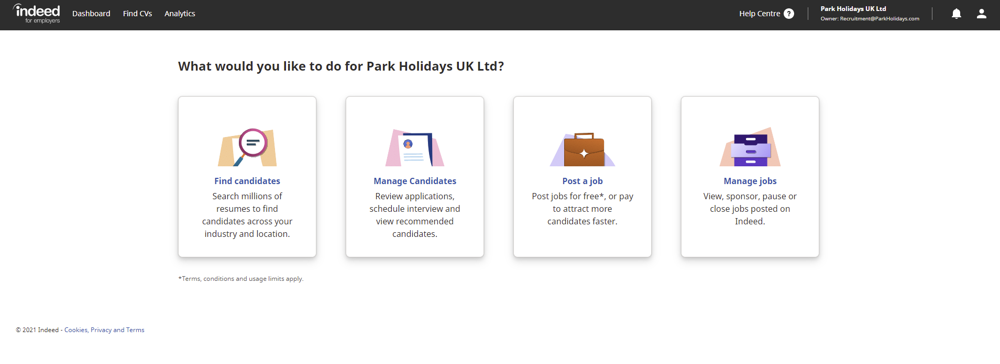 indeed
for employers
Dashboard
Find CVs
Analytics
Help Centre ?
Park Holidays UK Ltd
Owner: Recruitment@ParkHolidays.com
What would you like to do for Park Holidays UK Ltd?
Find candidates
Search millions of
resumes to find
candidates across your
industry and location.
Manage Candidates
Review applications,
schedule interview and
view recommended
candidates.
Post a job
Post jobs for free*, or pay
to attract more
candidates faster.
Manage jobs
View, sponsor, pause or
close jobs posted on
Indeed.
*Terms, conditions and usage limits apply.
© 2021 Indeed - Cookies, Privacy and Terms